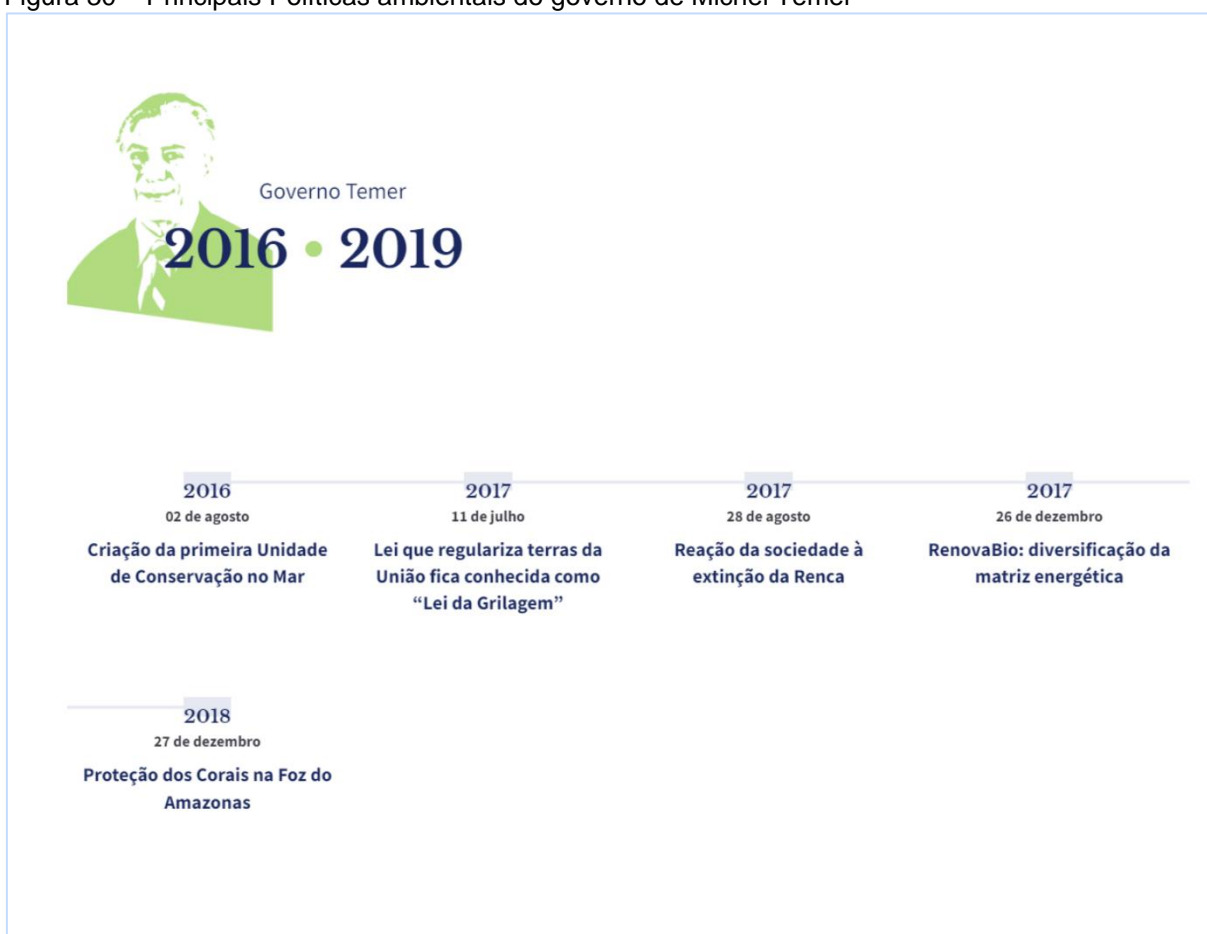 Figura 30 – Principais Políticas ambientais do governo de Michel Temer
Governo Temer
2016 • 2019
2016
02 de agosto
Criação da primeira Unidade
de Conservação no Mar
2017
11 de julho
Lei que regulariza terras da
União fica conhecida como
“Lei da Grilagem”
2017
28 de agosto
Reação da sociedade à
extinção da Renca
2017
26 de dezembro
RenovaBio: diversificação da
matriz energética
2018
27 de dezembro
Proteção dos Corais na Foz do
Amazonas